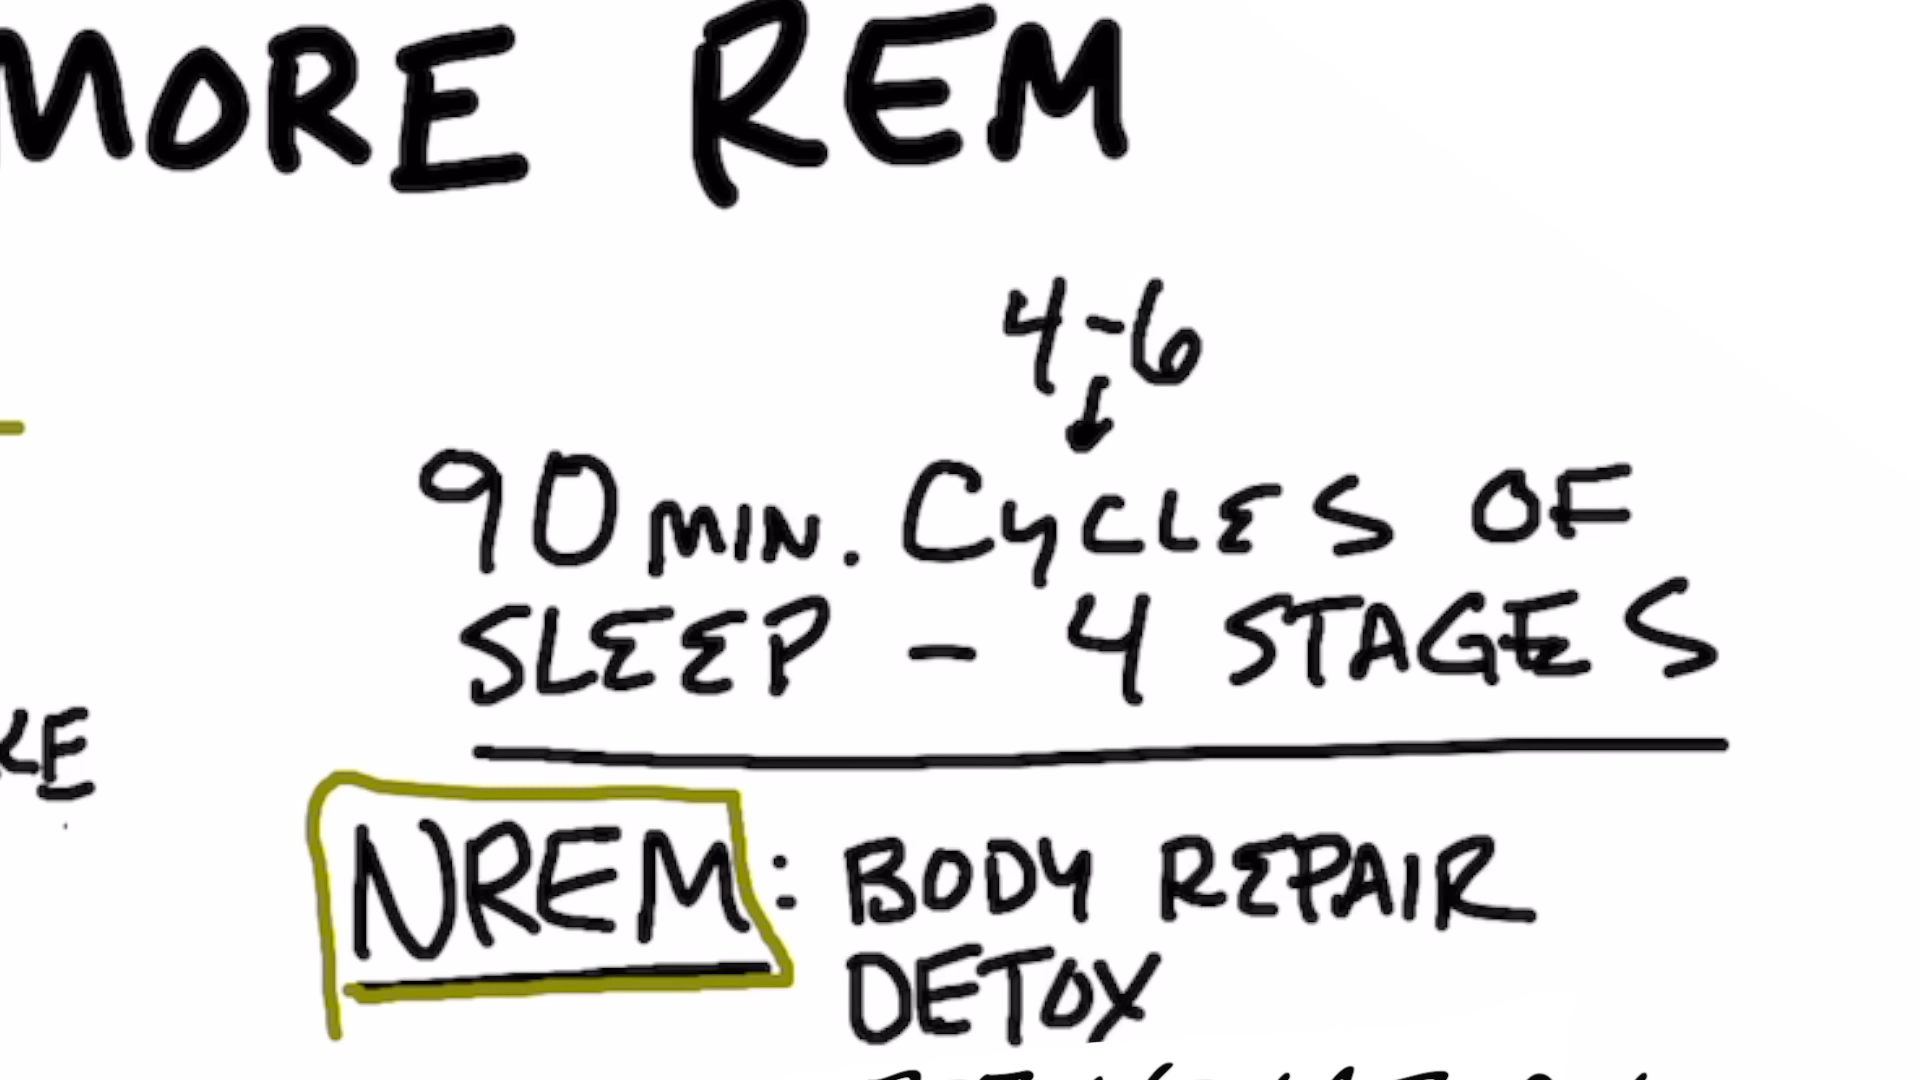 MORE REM
4-6
90 MIN. CYCLES OF
SLEEP - 4 STAGES
NREM: BODY REPAIR
DETOX